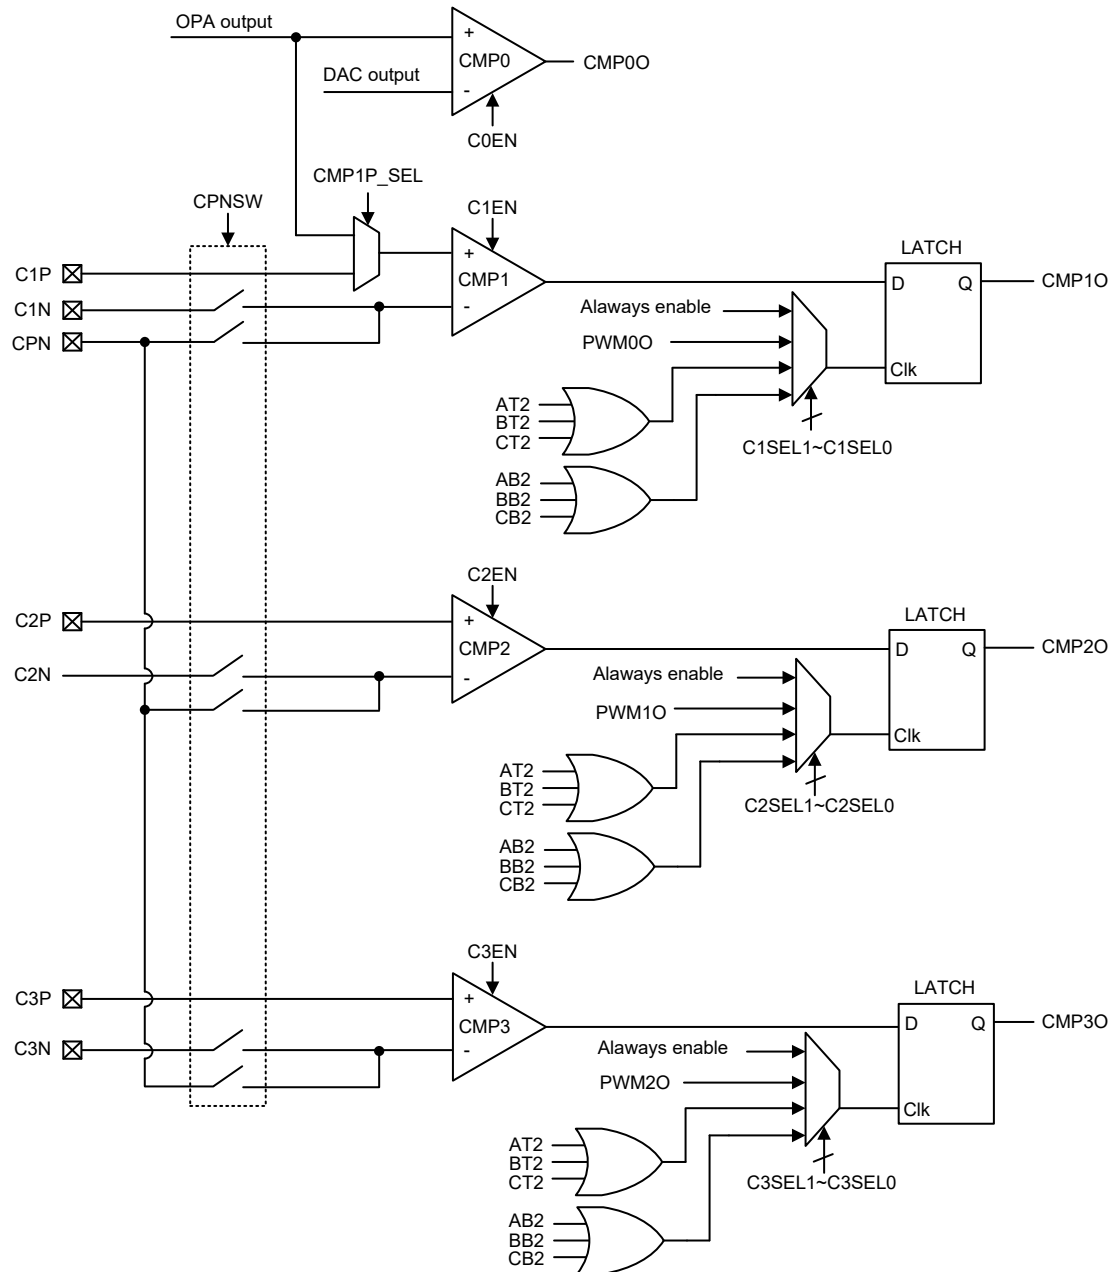 OPA output
+
CMP0
-
CMP0O
DAC output
C0EN
CMP1P_SEL
CPNSW
C1EN
LATCH
C1P
+
CMP1
-
D
Q
CMP1O
C1N
Alaways enable
CPN
PWM0O
Clk
AT2
BT2
CT2
C1SEL1~C1SEL0
AB2
BB2
CB2
C2EN
LATCH
C2P
+
CMP2
-
D
Q
CMP2O
C2N
Alaways enable
PWM1O
Clk
AT2
BT2
CT2
C2SEL1~C2SEL0
AB2
BB2
CB2
C3EN
LATCH
C3P
+
CMP3
-
D
Q
CMP3O
C3N
Alaways enable
PWM2O
Clk
AT2
BT2
CT2
C3SEL1~C3SEL0
AB2
BB2
CB2